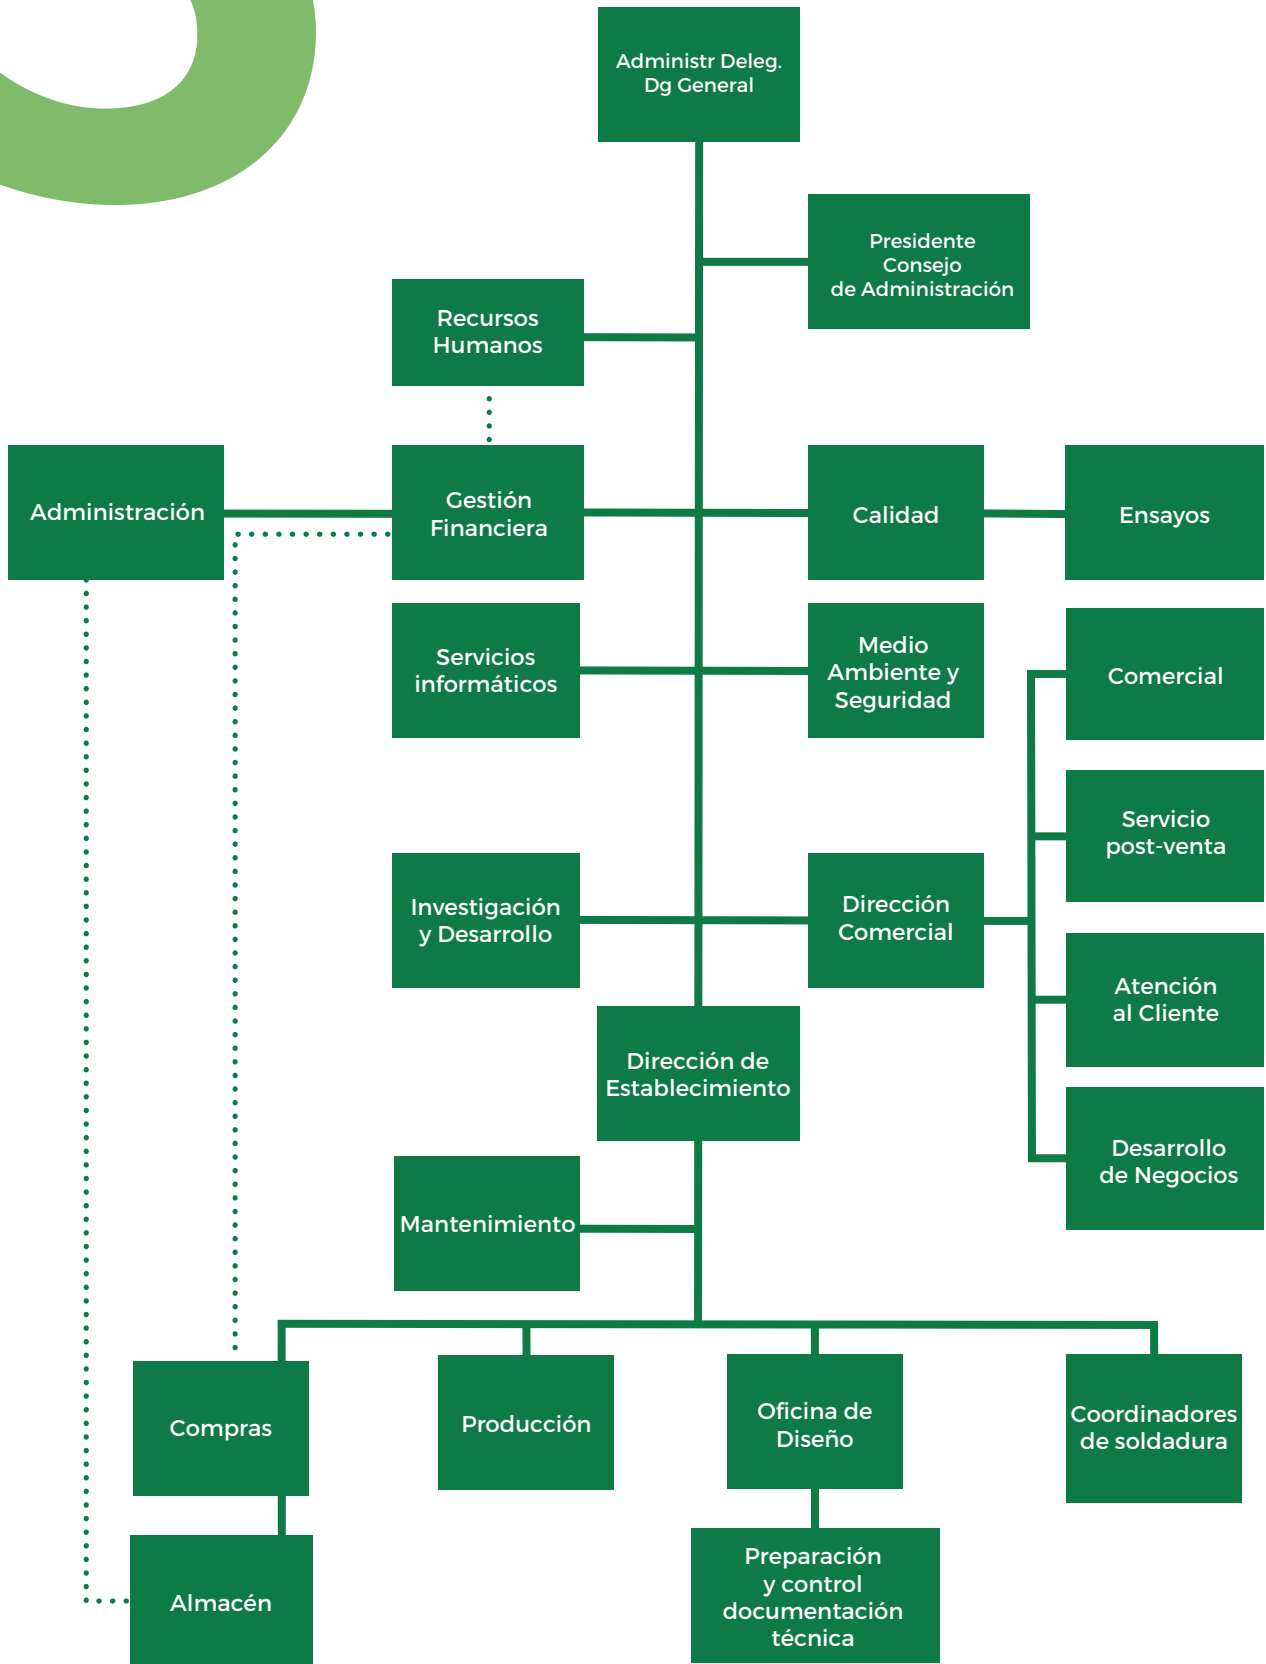 Administr Deleg.
Dg General
Presidente
Consejo
de Administración
Recursos
Humanos
Administración
Gestión
Financiera
Calidad
Ensayos
Servicios
informáticos
Medio
Ambiente y
Seguridad
Comercial
Servicio
post-venta
Investigación
y Desarrollo
Dirección
Comercial
Atención
al Cliente
Dirección de
Establecimiento
Desarrollo
de Negocios
Mantenimiento
Compras
Producción
Oficina de
Diseño
Coordinadores
de soldadura
Almacén
Preparación
y control
documentación
técnica